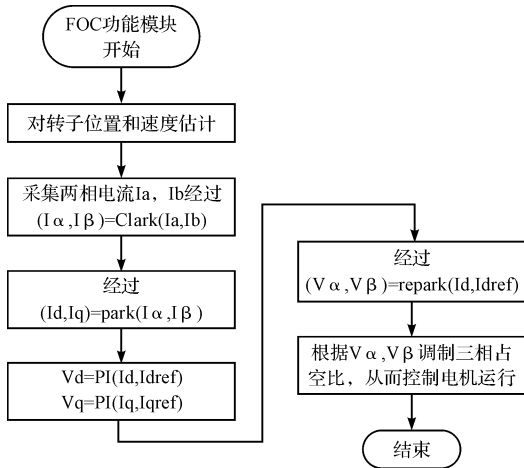 FOC功能模块
开始
对转子位置和速度估计
采集两相电流Ia，Ib经过
(Iα,Iβ)=Clark(Ia,Ib)
经过
(Id,Iq)=park(Iα,Iβ)
Vd=PI(Id,Idref)
Vq=PI(Iq,Iqref)
经过
(Vα,Vβ)=repark(Id,Idref)
根据Vα,Vβ调制三相占
空比，从而控制电机运行
结束